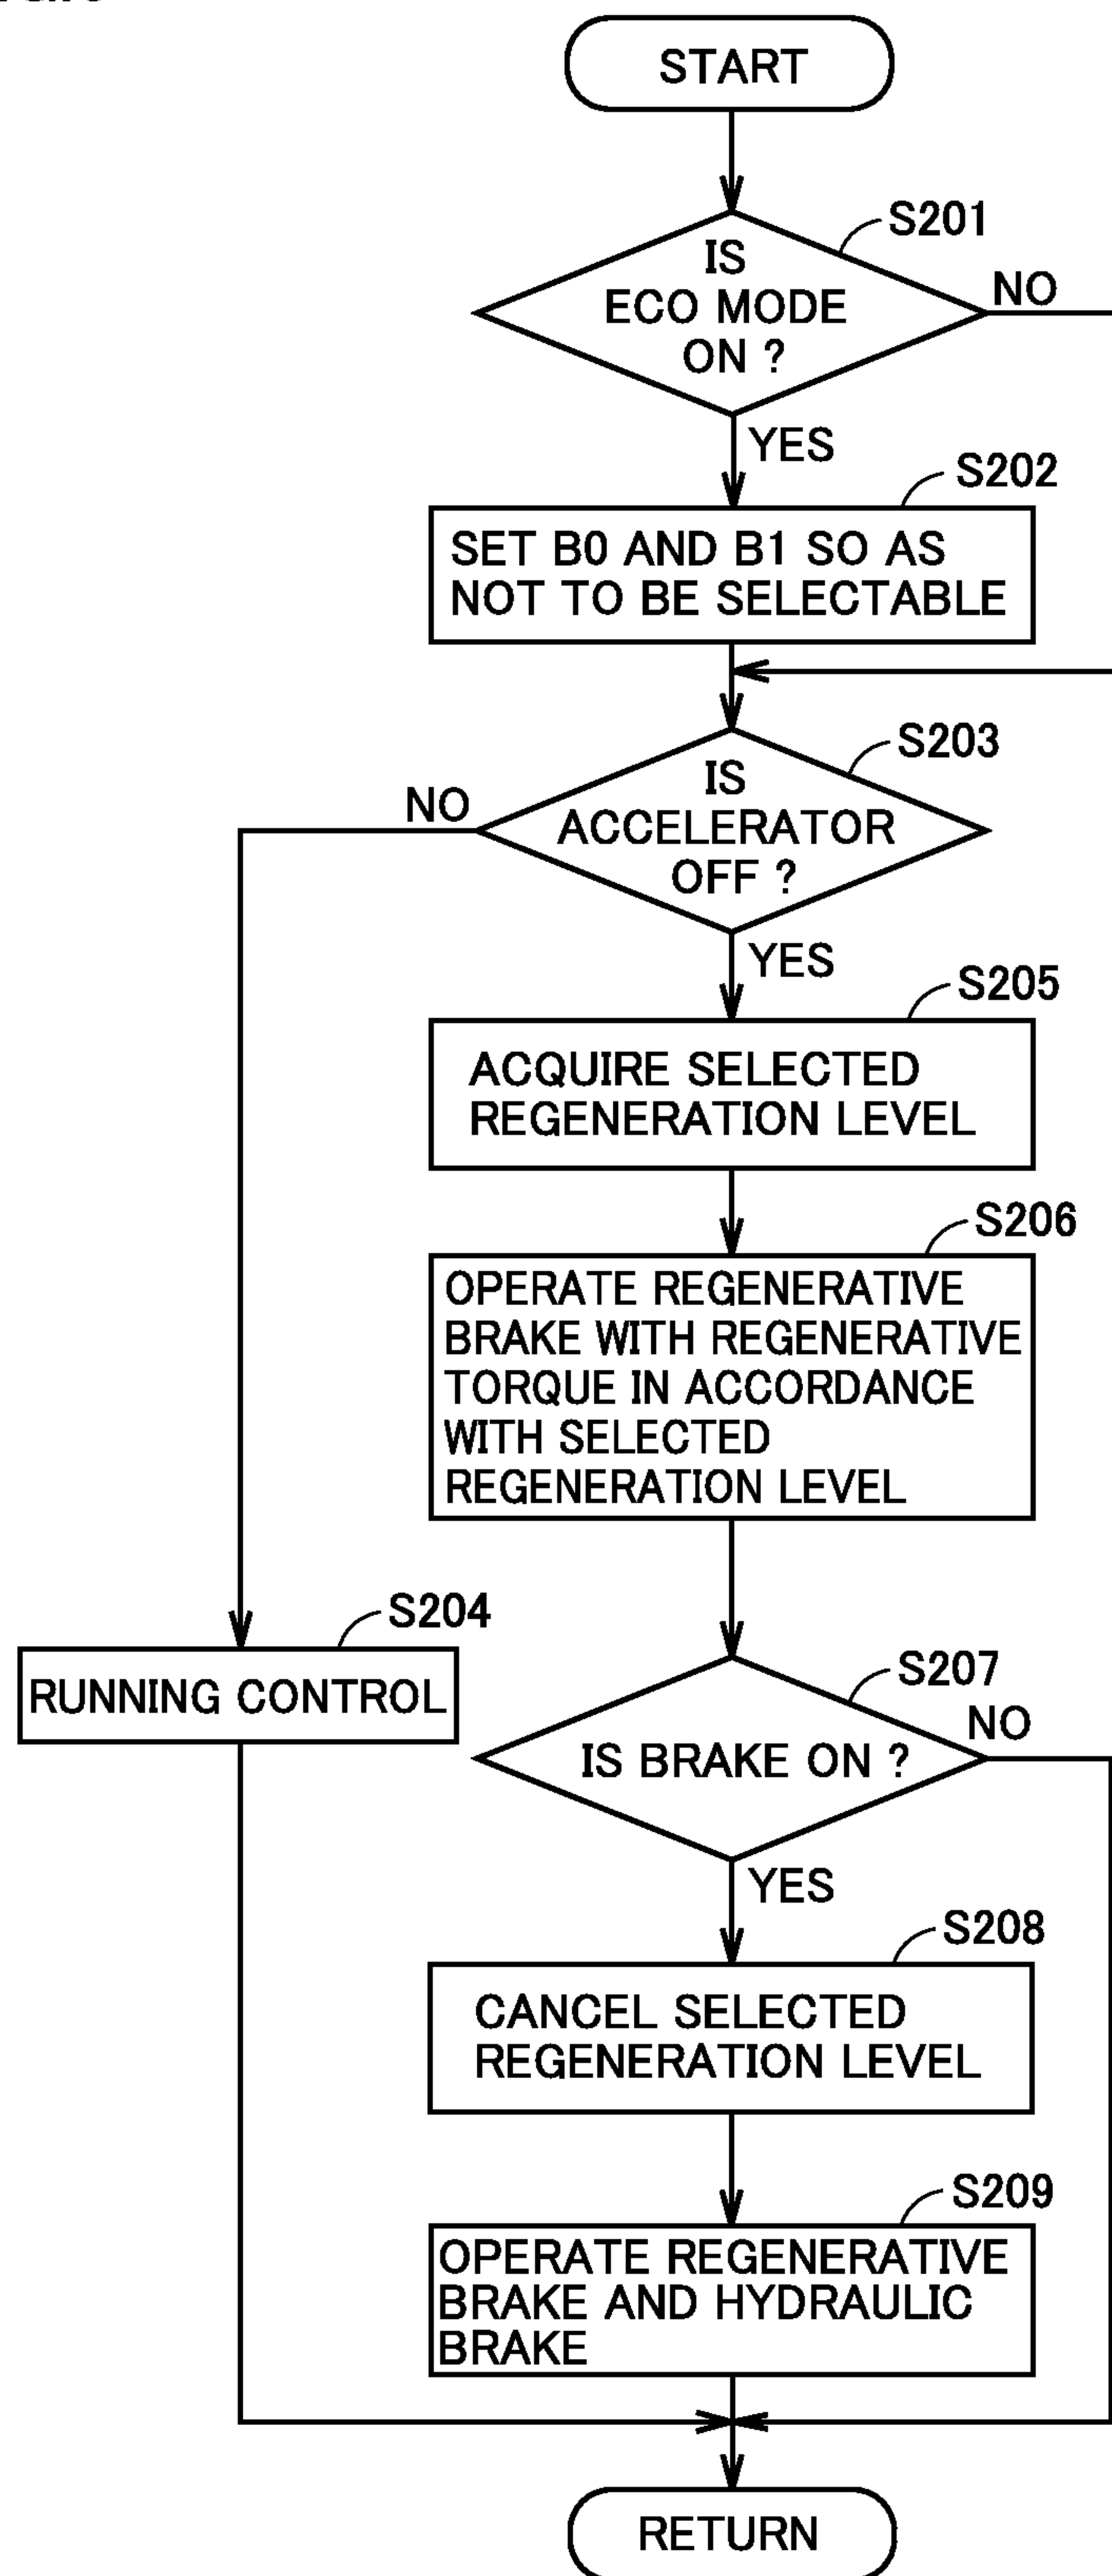 START
S201
IS
ECO MODE
ON ?
NO
YES
S202
SET B0 AND B1 SO AS
NOT TO BE SELECTABLE
S203
IS
ACCELERATOR
OFF ?
NO
YES
S205
ACQUIRE SELECTED
REGENERATION LEVEL
S206
OPERATE REGENERATIVE
BRAKE WITH REGENERATIVE
TORQUE IN ACCORDANCE
WITH SELECTED
REGENERATION LEVEL
S204
RUNNING CONTROL
S207
IS BRAKE ON ?
NO
YES
S208
CANCEL SELECTED
REGENERATION LEVEL
S209
OPERATE REGENERATIVE
BRAKE AND HYDRAULIC
BRAKE
RETURN